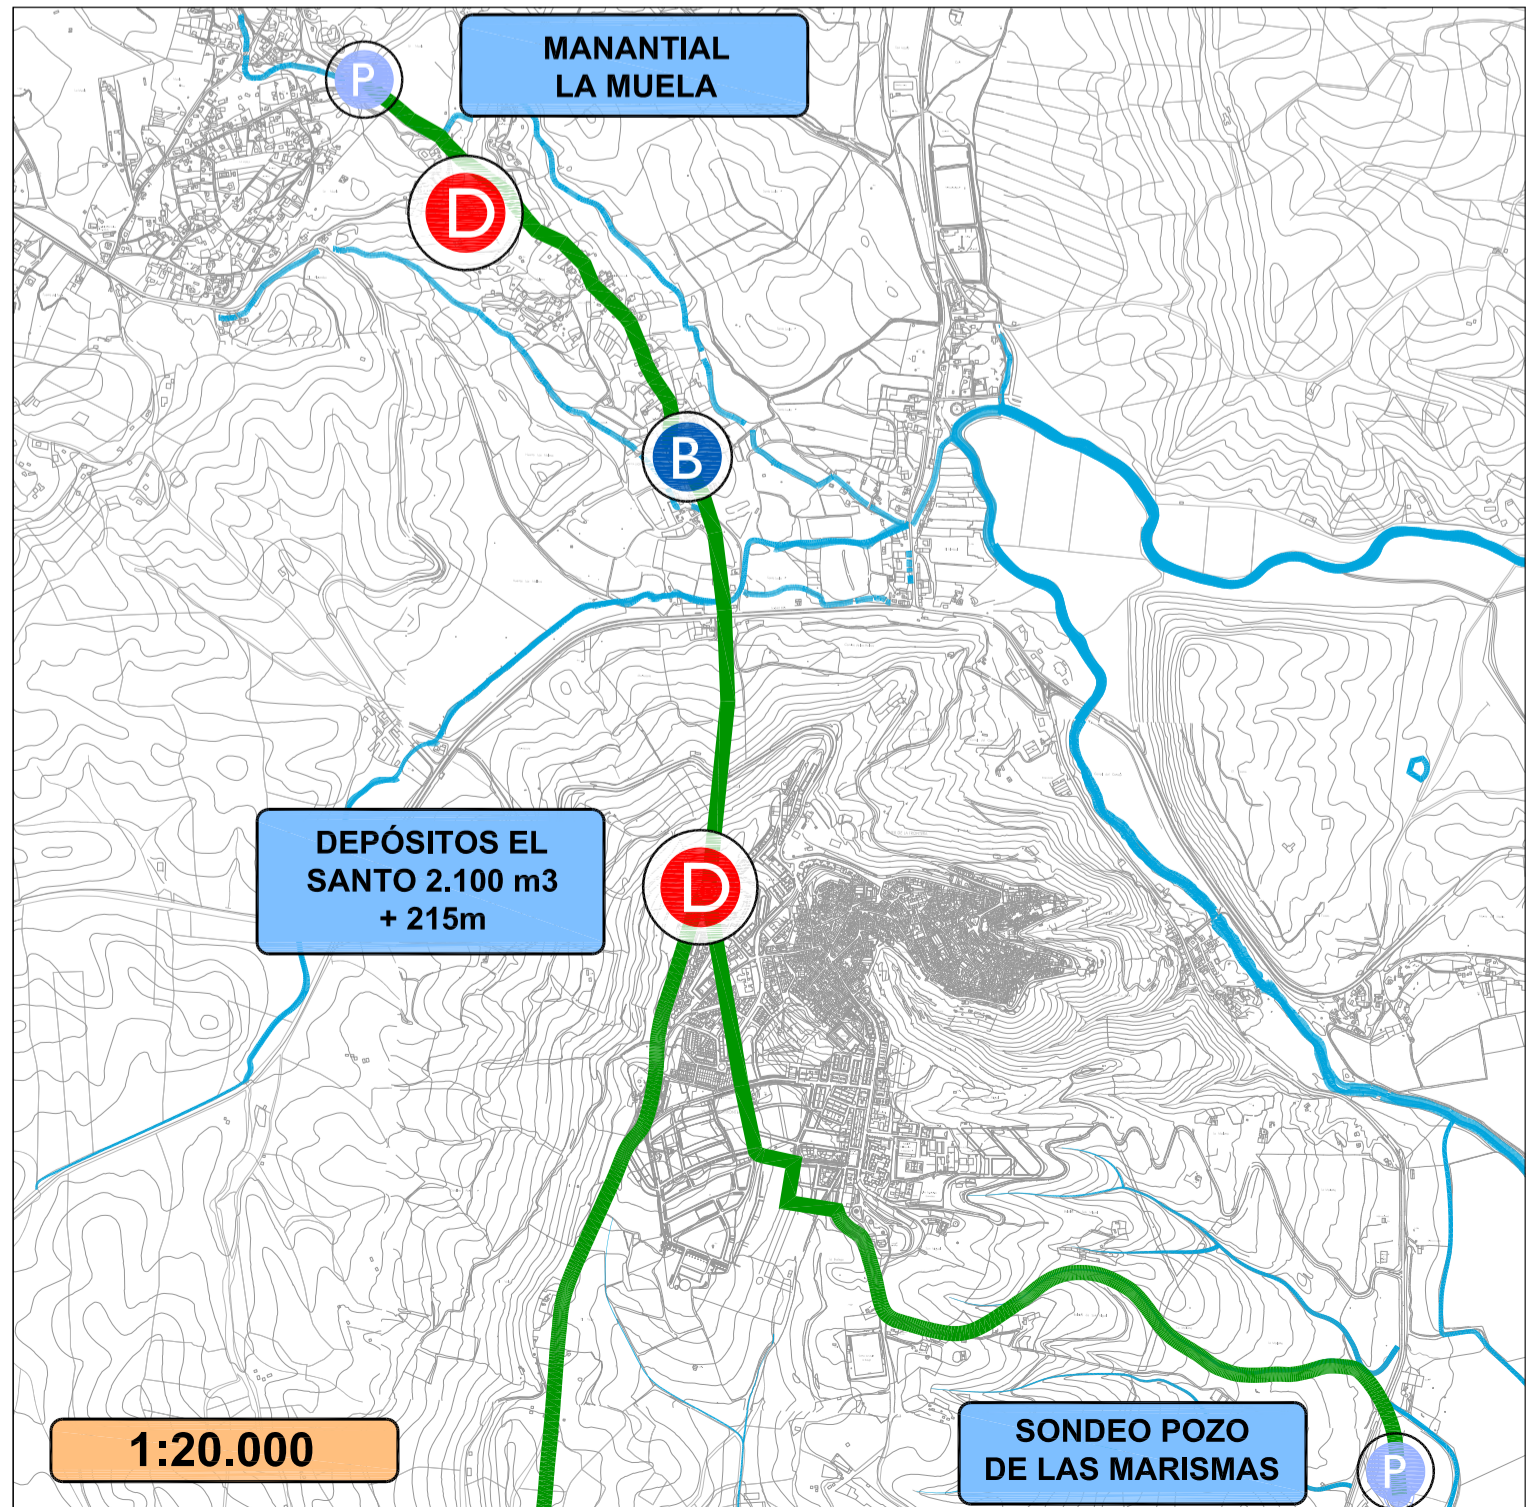 MANANTIAL
LA MUELA
P
D
B
DEPÓSITOS EL
SANTO 2.100 m3
+ 215m
D
1:20.000
SONDEO POZO
DE LAS MARISMAS
P